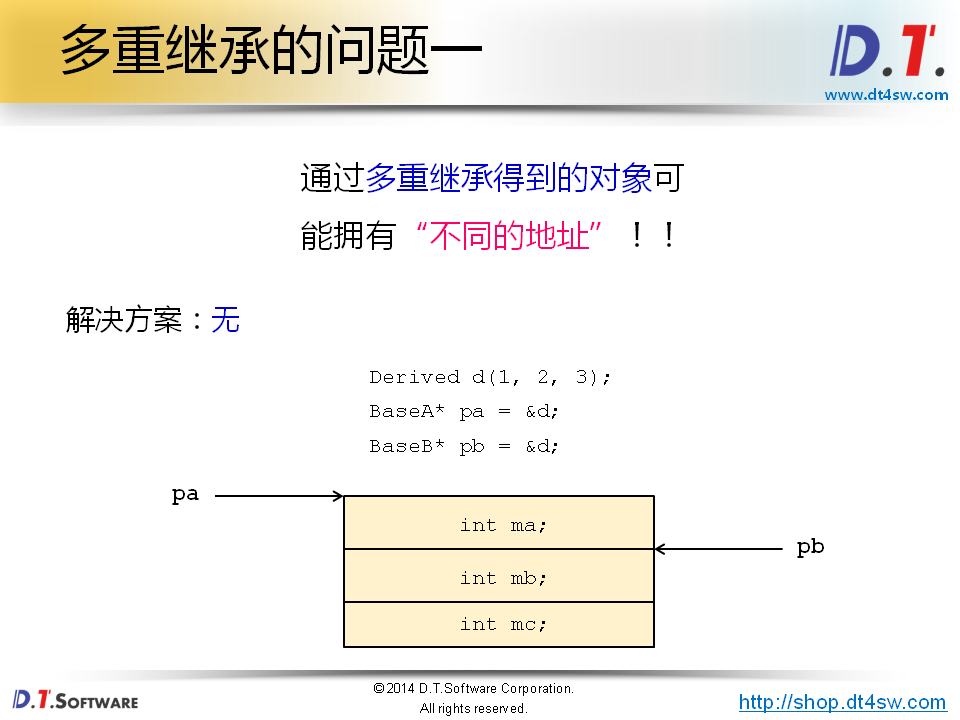 多重继承的问题一
D.T.
www.dt4sw.com
通过多重继承得到的对象可
能拥有“不同的地址”！！
解决方案：无
Derived d(1, 2, 3);
BaseA* pa = &d;
BaseB* pb = &d;
pa
int ma;
pb
int mb;
int mc;
D.T.SOFTWARE
©2014 D.T.Software Corporation.
All rights reserved.
http://shop.dt4sw.com